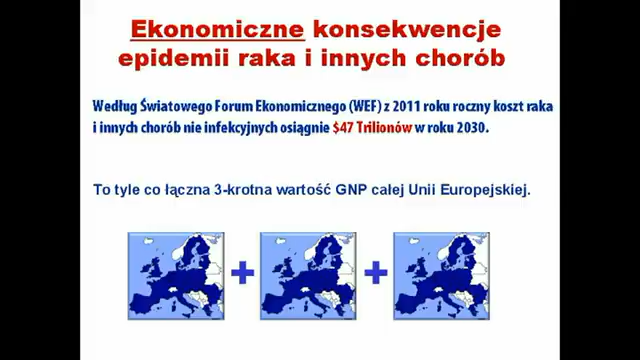 Ekonomiczne konsekwencje
epidemii raka i innych chorób
Według Światowego Forum Ekonomicznego (WEF) z 2011 roku roczny koszt raka
i innych chorób nie infekcyjnych osiągnie $47 Trilionów w roku 2030.
To tyle co łączna 3-krotna wartość GNP całej Unii Europejskiej.
+ +